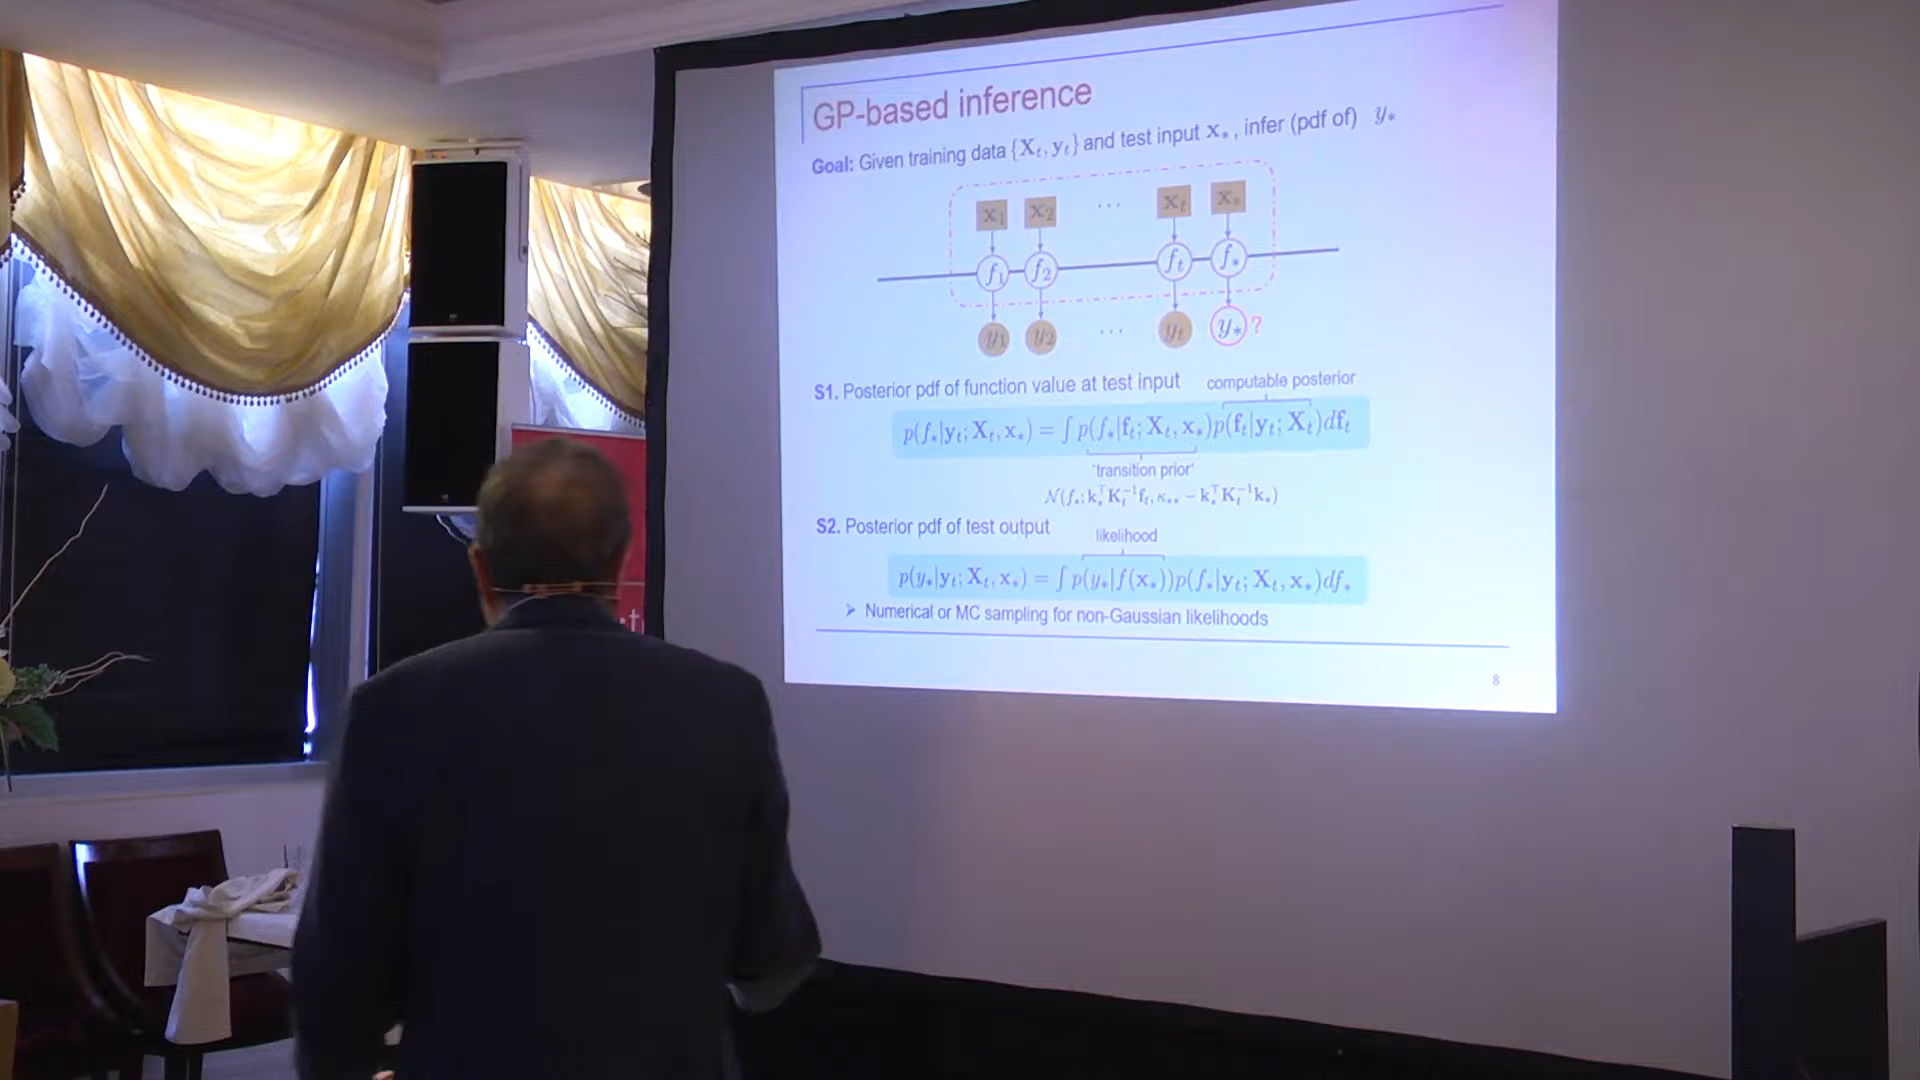 GP-based inference
Goal: Given training data {X_t, y_t} and test input x_*, infer (pdf of) y_*
x_1 x_2 ... x_t x_*
f_1 f_2 f_t f_*
y_1 y_2 ... y_t y_* ?
S1. Posterior pdf of function value at test input computable posterior
p(f_*|y_t; X_t, x_*) = ∫ p(f_*|f_t; X_t, x_*)p(f_t|y_t; X_t)df_t
'transition prior'
N(f_*; k_*^⊤K_t^{-1}f_t, κ_{**} − k_*^⊤K_t^{-1}k_*)
S2. Posterior pdf of test output likelihood
p(y_*|y_t; X_t, x_*) = ∫ p(y_*|f(x_*))p(f_*|y_t; X_t, x_*)df_*
➢ Numerical or MC sampling for non-Gaussian likelihoods
8